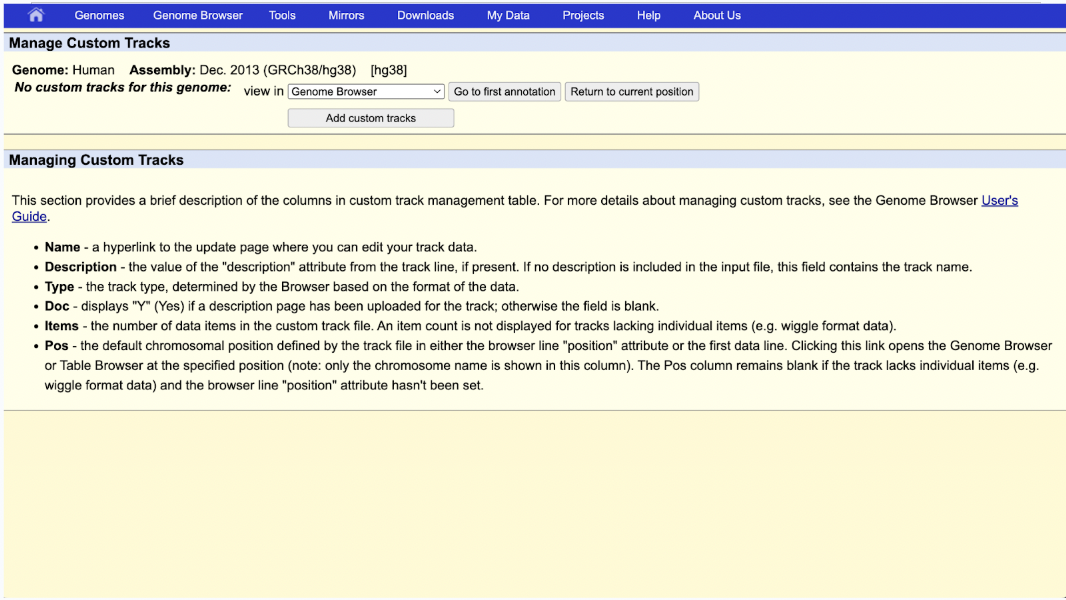 Genomes Genome Browser Tools Mirrors Downloads My Data Projects Help About Us
Manage Custom Tracks
Genome: Human Assembly: Dec. 2013 (GRCh38/hg38) [hg38]
No custom tracks for this genome: view in Genome Browser Go to first annotation Return to current position
Add custom tracks
Managing Custom Tracks
This section provides a brief description of the columns in custom track management table. For more details about managing custom tracks, see the Genome Browser User's
Guide.
• Name - a hyperlink to the update page where you can edit your track data.
• Description - the value of the "description" attribute from the track line, if present. If no description is included in the input file, this field contains the track name.
• Type - the track type, determined by the Browser based on the format of the data.
• Doc - displays "Y" (Yes) if a description page has been uploaded for the track; otherwise the field is blank.
• Items - the number of data items in the custom track file. An item count is not displayed for tracks lacking individual items (e.g. wiggle format data).
• Pos - the default chromosomal position defined by the track file in either the browser line "position" attribute or the first data line. Clicking this link opens the Genome Browser
or Table Browser at the specified position (note: only the chromosome name is shown in this column). The Pos column remains blank if the track lacks individual items (e.g.
wiggle format data) and the browser line "position" attribute hasn't been set.